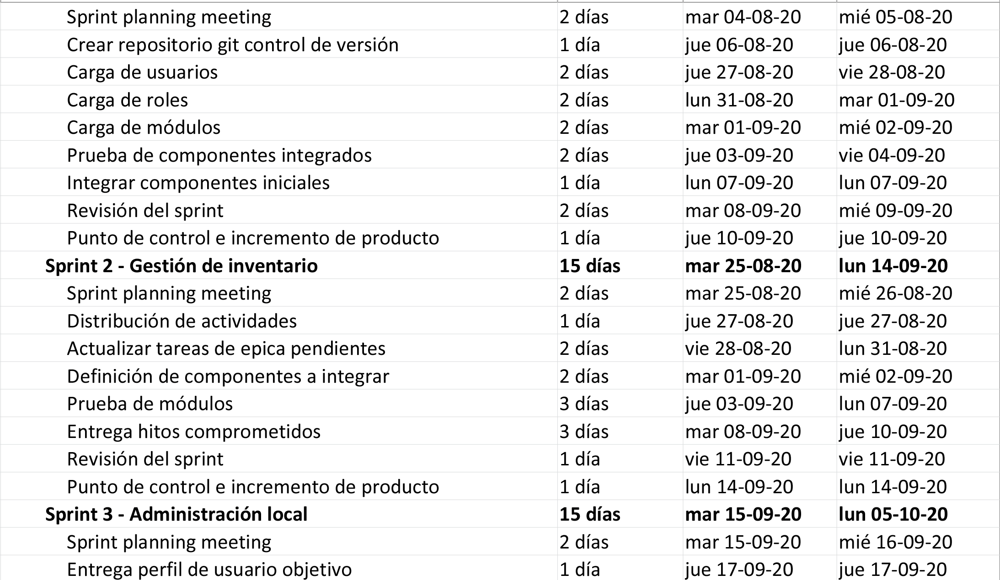 Sprint planning meeting 2 días mar 04-08-20 mié 05-08-20
Crear repositorio git control de versión 1 día jue 06-08-20 jue 06-08-20
Carga de usuarios 2 días jue 27-08-20 vie 28-08-20
Carga de roles 2 días lun 31-08-20 mar 01-09-20
Carga de módulos 2 días mar 01-09-20 mié 02-09-20
Prueba de componentes integrados 2 días jue 03-09-20 vie 04-09-20
Integrar componentes iniciales 1 día lun 07-09-20 lun 07-09-20
Revisión del sprint 2 días mar 08-09-20 mié 09-09-20
Punto de control e incremento de producto 1 día jue 10-09-20 jue 10-09-20
Sprint 2 - Gestión de inventario 15 días mar 25-08-20 lun 14-09-20
Sprint planning meeting 2 días mar 25-08-20 mié 26-08-20
Distribución de actividades 1 día jue 27-08-20 jue 27-08-20
Actualizar tareas de epica pendientes 2 días vie 28-08-20 lun 31-08-20
Definición de componentes a integrar 2 días mar 01-09-20 mié 02-09-20
Prueba de módulos 3 días jue 03-09-20 lun 07-09-20
Entrega hitos comprometidos 3 días mar 08-09-20 jue 10-09-20
Revisión del sprint 1 día vie 11-09-20 vie 11-09-20
Punto de control e incremento de producto 1 día lun 14-09-20 lun 14-09-20
Sprint 3 - Administración local 15 días mar 15-09-20 lun 05-10-20
Sprint planning meeting 2 días mar 15-09-20 mié 16-09-20
Entrega perfil de usuario objetivo 1 día jue 17-09-20 jue 17-09-20